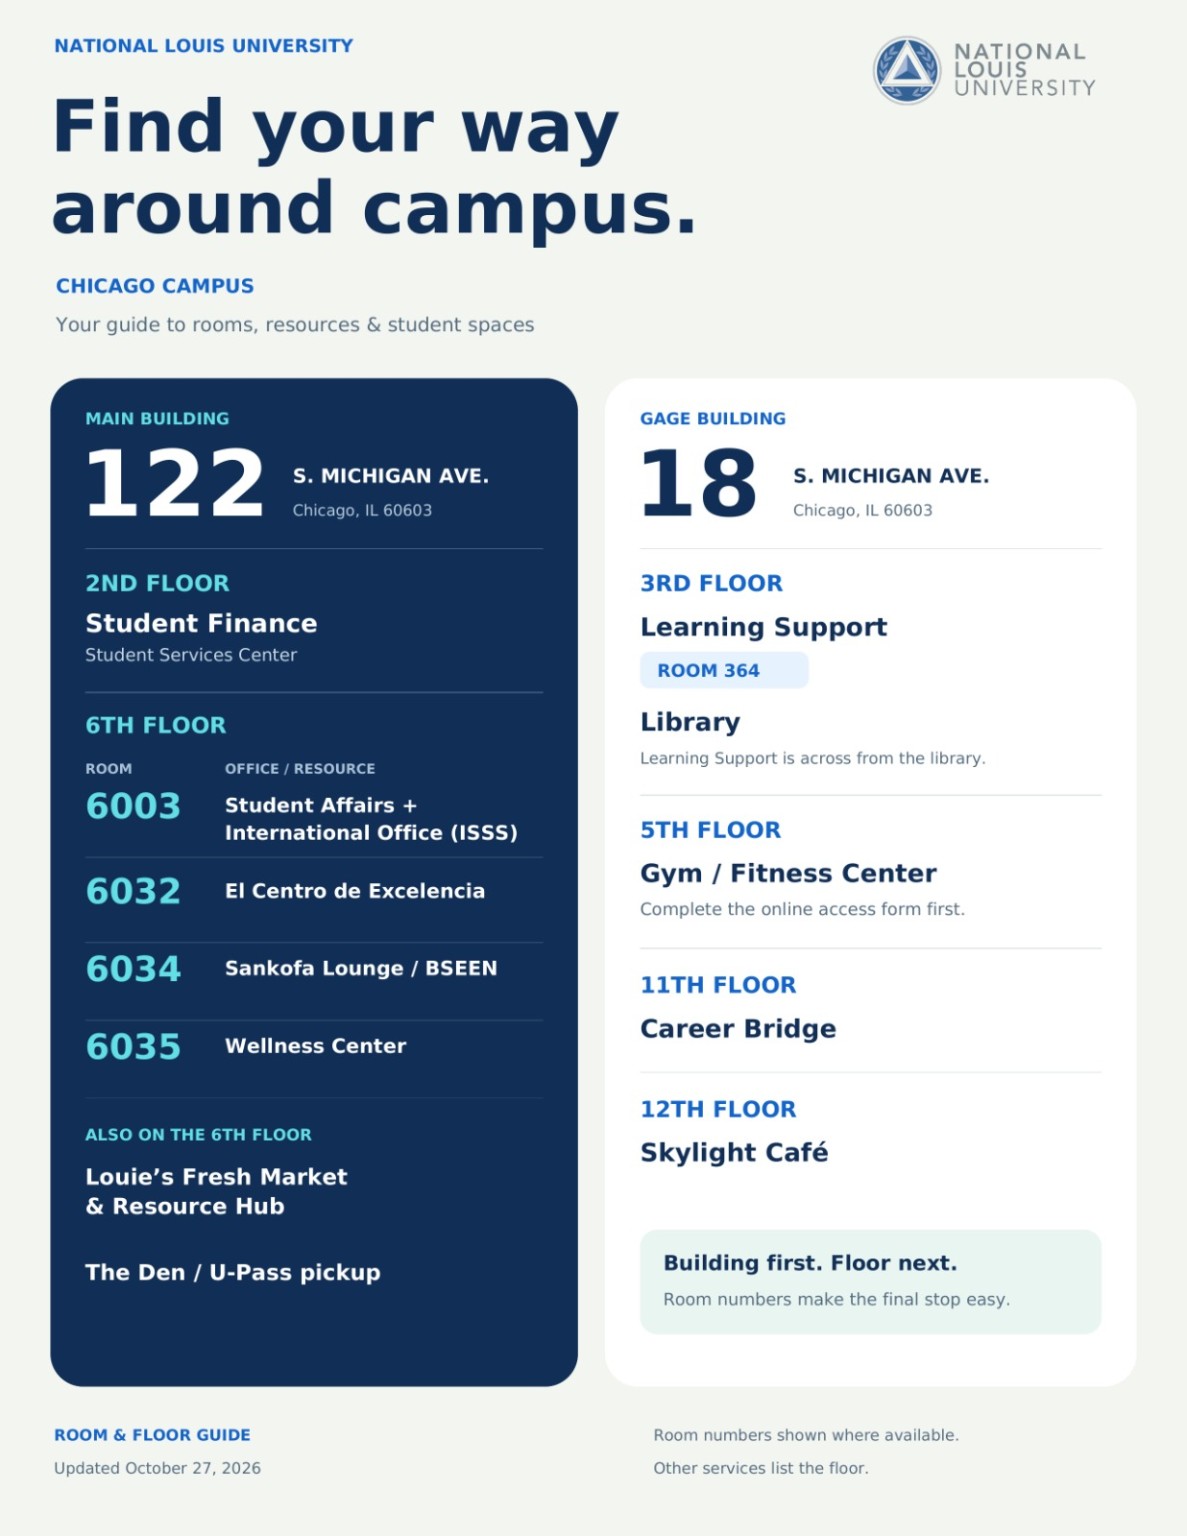 NATIONAL LOUIS UNIVERSITY
NATIONAL
LOUIS
UNIVERSITY
Find your way
around campus.
CHICAGO CAMPUS
Your guide to rooms, resources & student spaces
MAIN BUILDING
122
S. MICHIGAN AVE.
Chicago, IL 60603
2ND FLOOR
Student Finance
Student Services Center
6TH FLOOR
ROOM OFFICE / RESOURCE
6003 Student Affairs +
International Office (ISSS)
6032 El Centro de Excelencia
6034 Sankofa Lounge / BSEEN
6035 Wellness Center
ALSO ON THE 6TH FLOOR
Louie’s Fresh Market
& Resource Hub
The Den / U-Pass pickup
GAGE BUILDING
18
S. MICHIGAN AVE.
Chicago, IL 60603
3RD FLOOR
Learning Support
ROOM 364
Library
Learning Support is across from the library.
5TH FLOOR
Gym / Fitness Center
Complete the online access form first.
11TH FLOOR
Career Bridge
12TH FLOOR
Skylight Café
Building first. Floor next.
Room numbers make the final stop easy.
ROOM & FLOOR GUIDE
Updated October 27, 2026
Room numbers shown where available.
Other services list the floor.